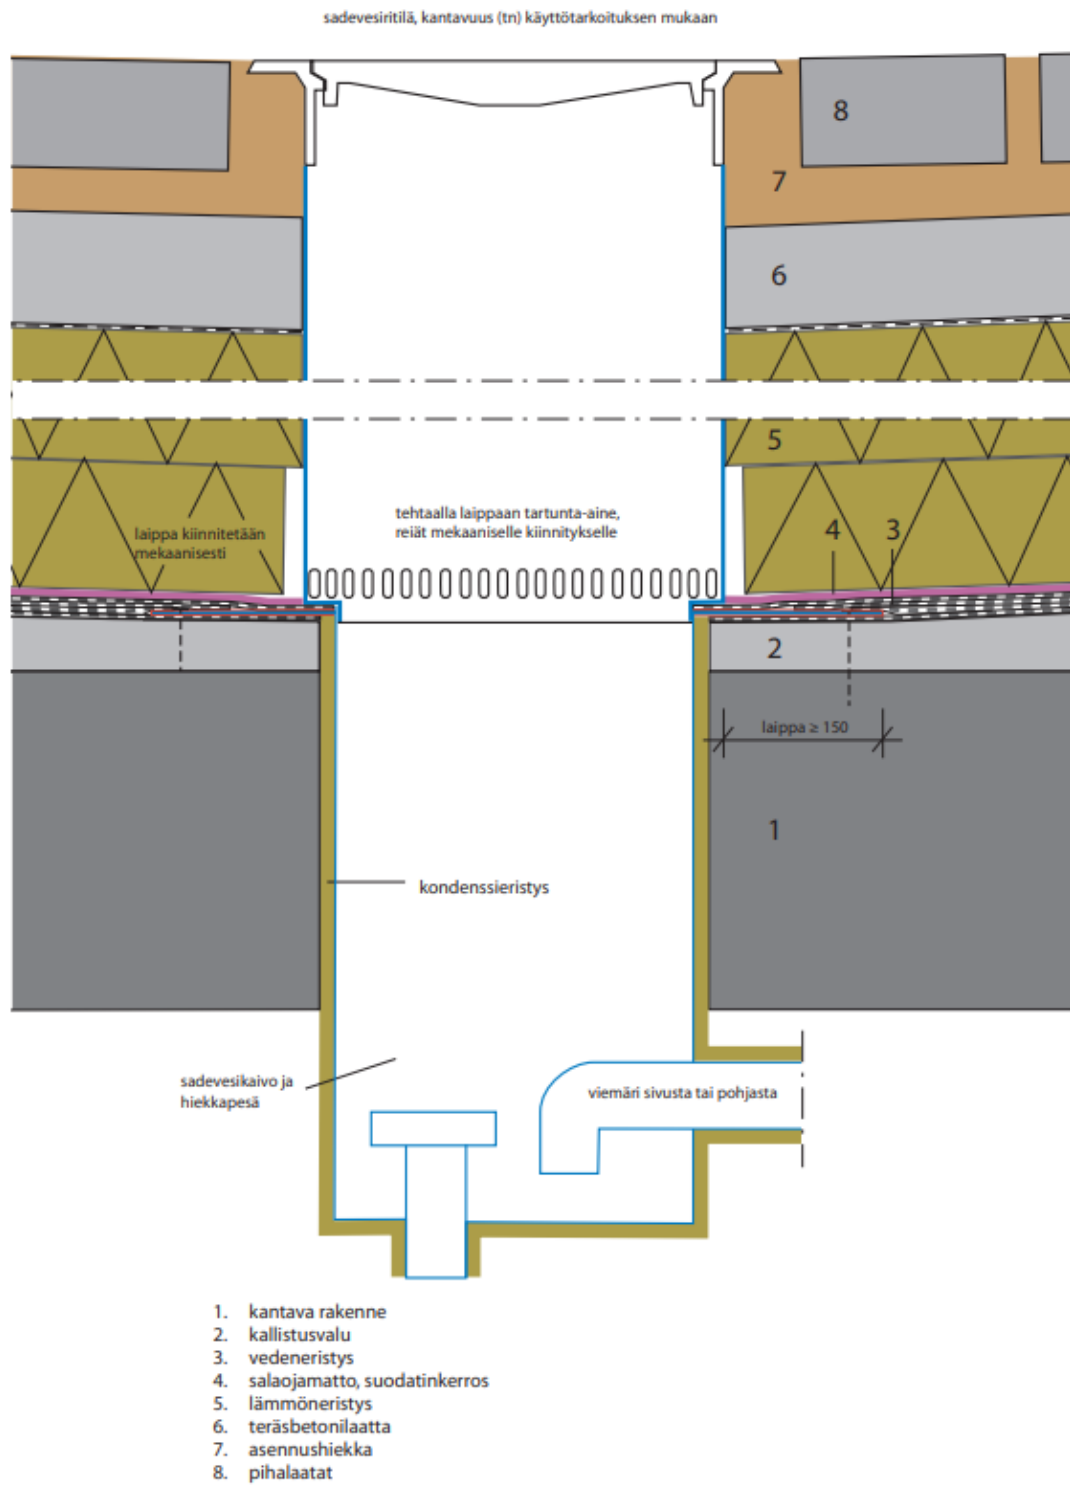 sadevesiritilä, kantavuus (tn) käyttötarkoituksen mukaan
8
7
6
5
tehtaalla laippaan tartunta-aine,
reiät mekaaniselle kiinnitykselle
laippa kiinnitetään
mekaanisesti
4
3
2
laippa ≥ 150
1
kondenssieristys
sadevesikaivo ja
hiekkapesä
viemäri sivusta tai pohjasta
1. kantava rakenne
2. kallistusvalu
3. vedeneristys
4. salaojamatto, suodatinkerros
5. lämmöneristys
6. teräsbetonilaatta
7. asennushiekka
8. pihalaatat